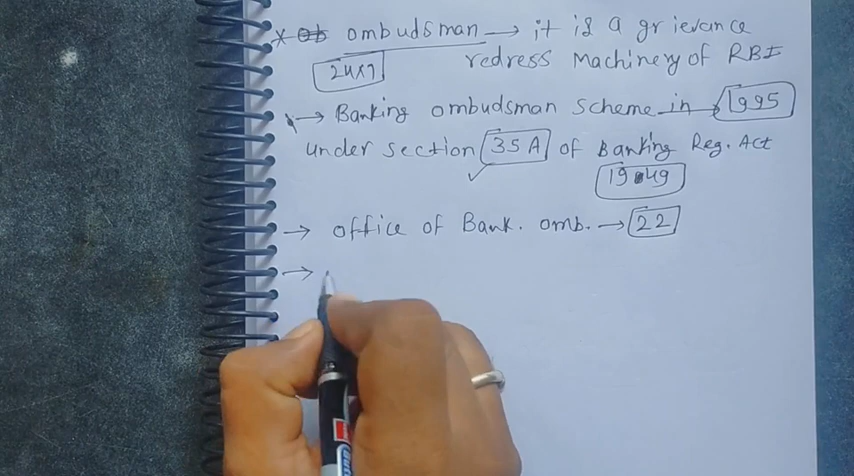 * ombudsman → it is a grievance
24x7 redress Machinery of RBI
→ Banking ombudsman scheme in → 1995
under section 35A of Banking Reg. Act
1949
→ office of Bank. omb. → 22
→